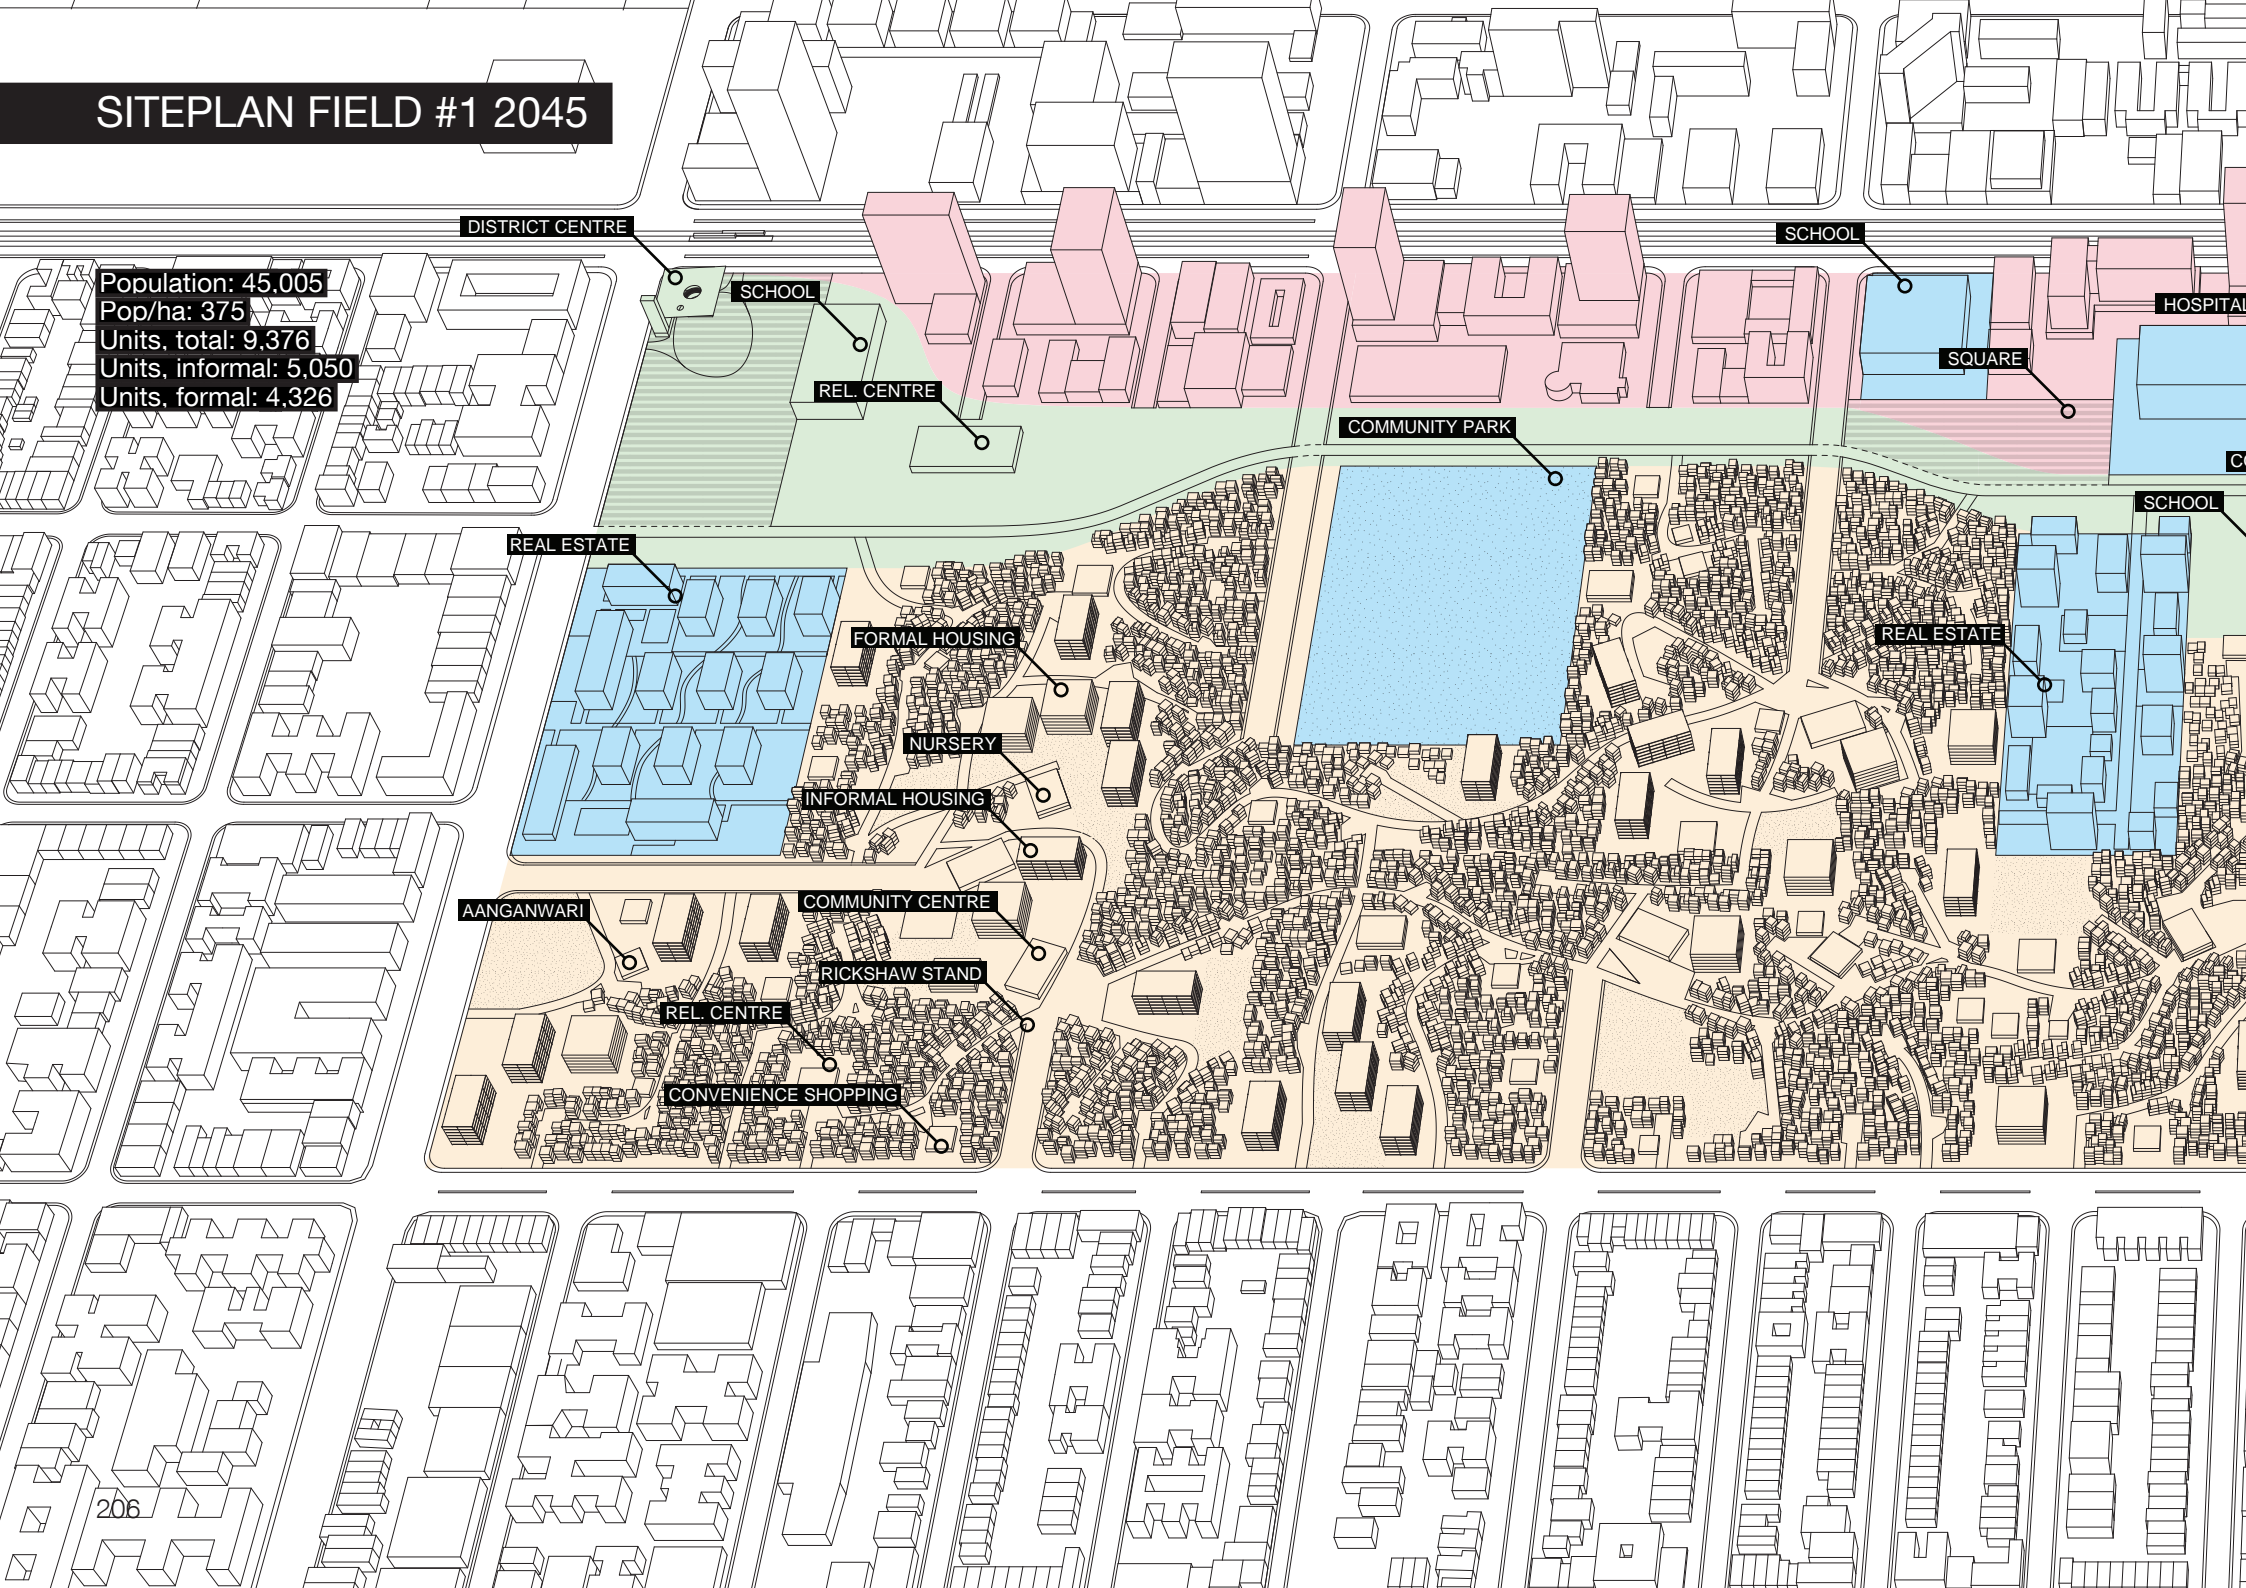 SITEPLAN FIELD #1 2045
DISTRICT CENTRE
SCHOOL
Population: 45,005
Pop/ha: 375
Units, total: 9,376
Units, informal: 5,050
Units, formal: 4,326
SCHOOL
HOSPITAL
SQUARE
REL. CENTRE
COMMUNITY PARK
SCHOOL
REAL ESTATE
FORMAL HOUSING
REAL ESTATE
NURSERY
INFORMAL HOUSING
COMMUNITY CENTRE
AANGANWARI
RICKSHAW STAND
REL. CENTRE
CONVENIENCE SHOPPING
206